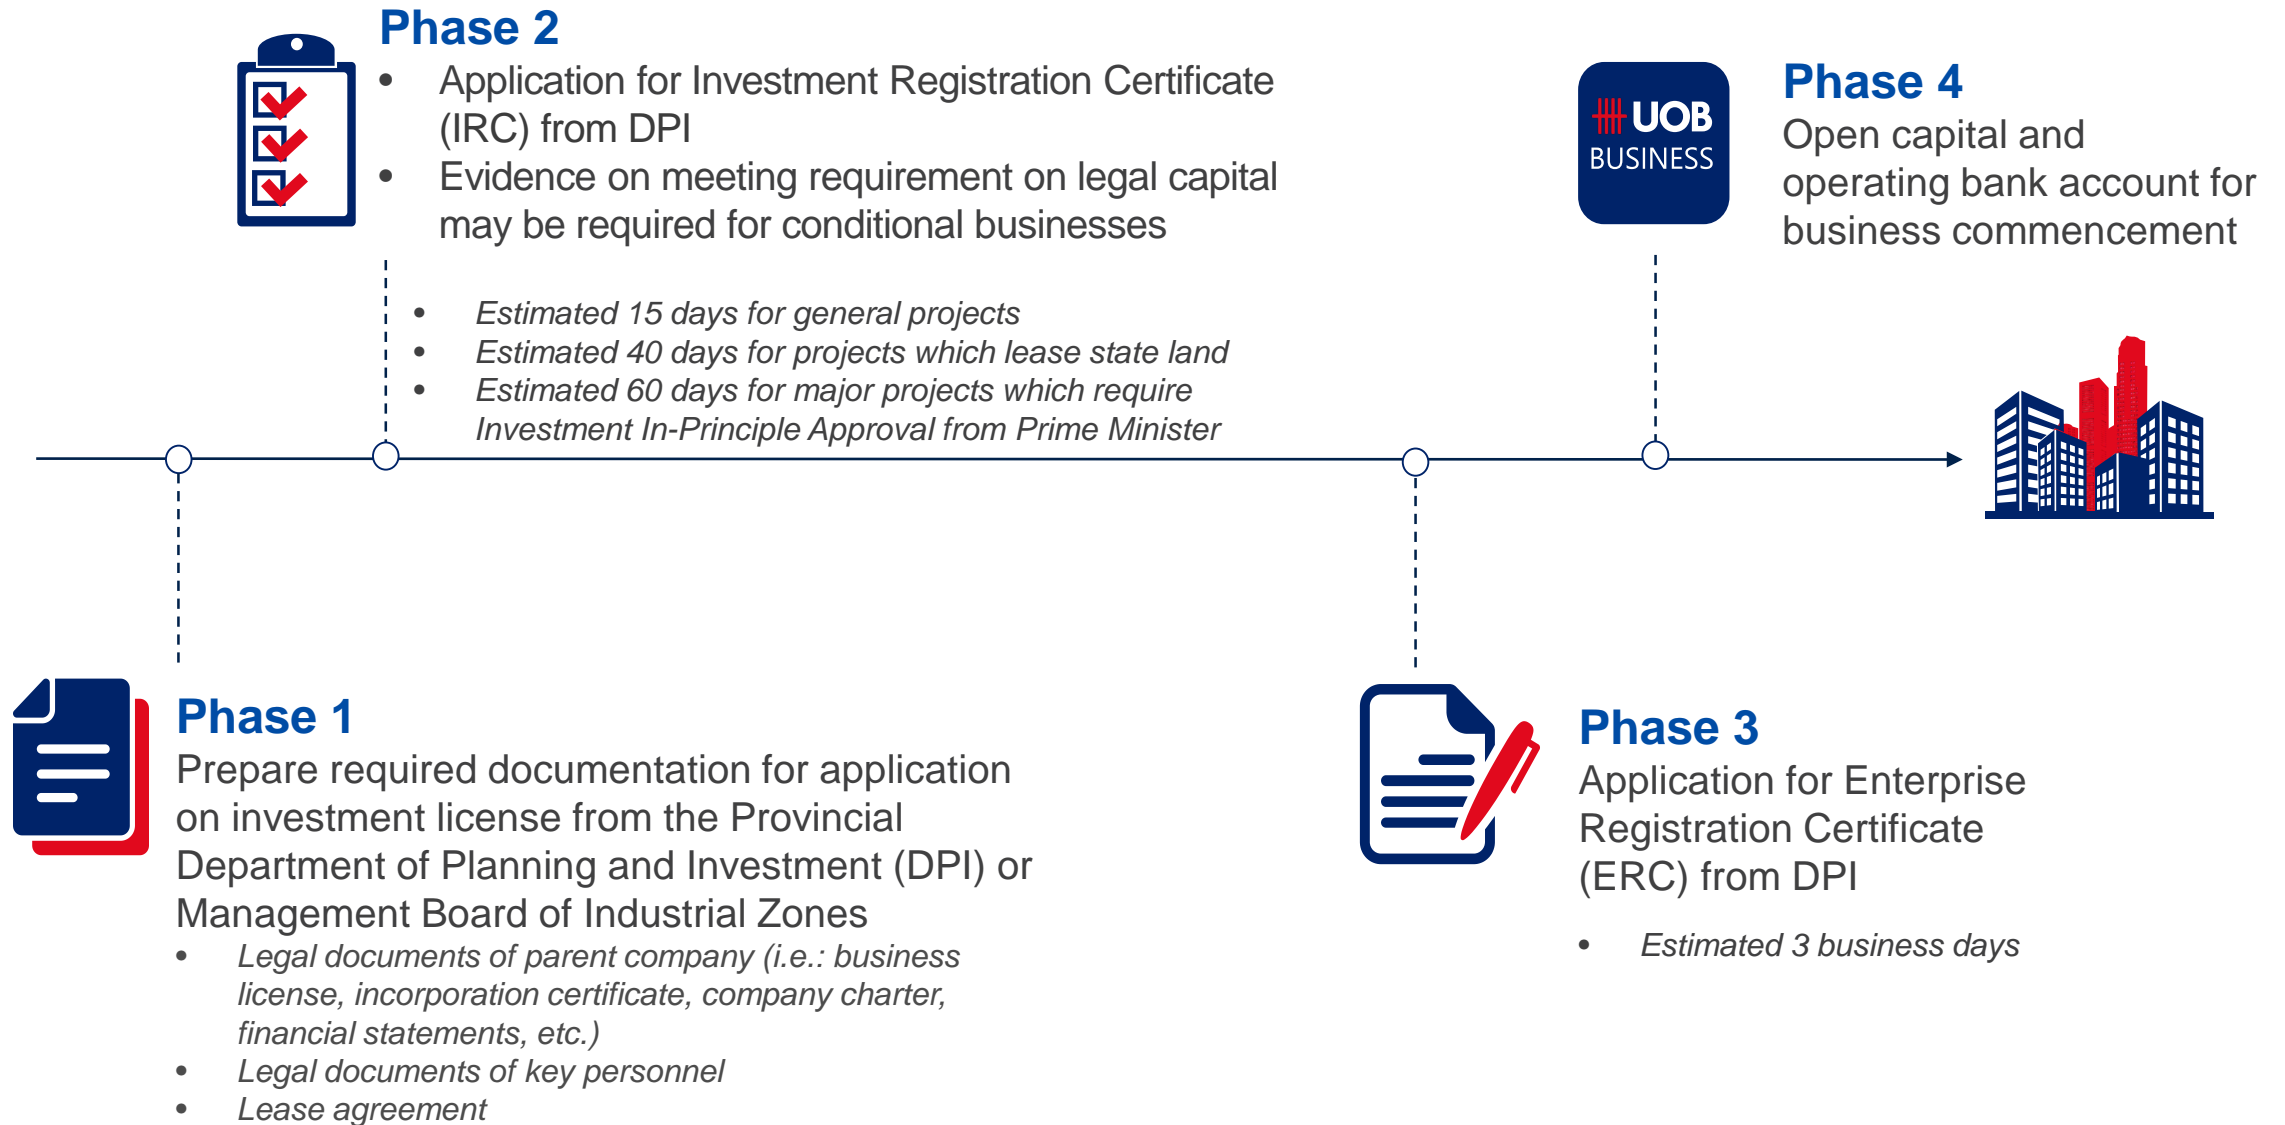 Phase 2
• Application for Investment Registration Certificate
(IRC) from DPI
• Evidence on meeting requirement on legal capital
may be required for conditional businesses
• Estimated 15 days for general projects
• Estimated 40 days for projects which lease state land
• Estimated 60 days for major projects which require
Investment In-Principle Approval from Prime Minister
UOB
BUSINESS
Phase 4
Open capital and
operating bank account for
business commencement
Phase 1
Prepare required documentation for application
on investment license from the Provincial
Department of Planning and Investment (DPI) or
Management Board of Industrial Zones
• Legal documents of parent company (i.e.: business
license, incorporation certificate, company charter,
financial statements, etc.)
• Legal documents of key personnel
• Lease agreement
Phase 3
Application for Enterprise
Registration Certificate
(ERC) from DPI
• Estimated 3 business days